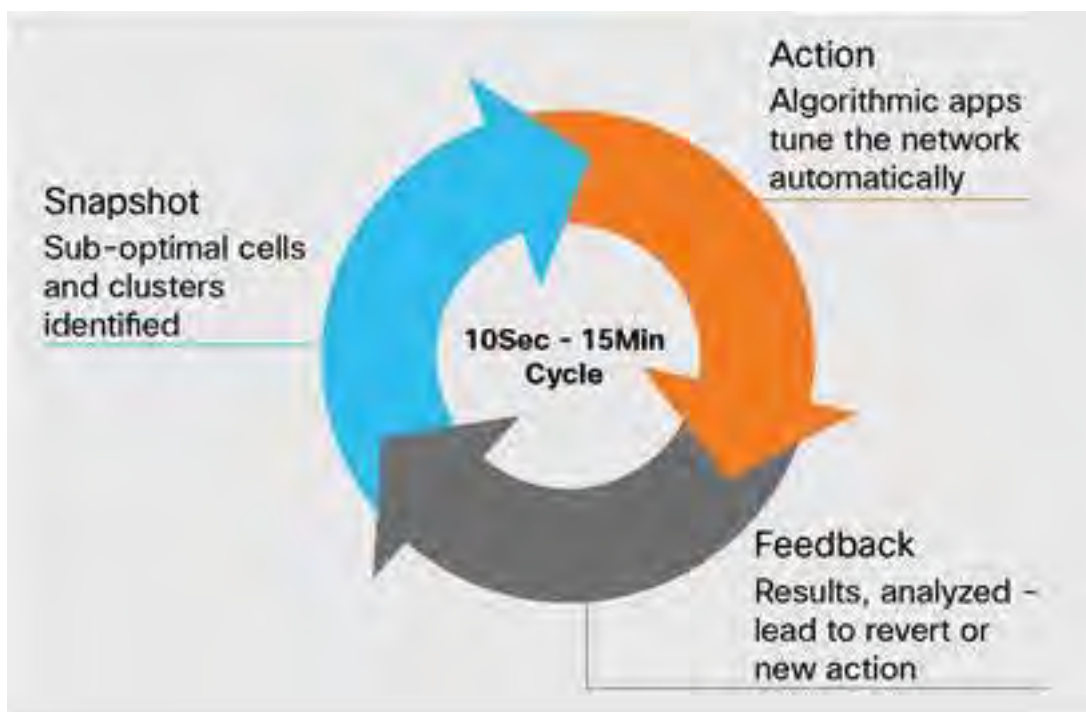 Action
Algorithmic apps
tune the network
automatically
Snapshot
Sub-optimal cells
and clusters
identified
10Sec - 15Min
Cycle
Feedback
Results, analyzed -
lead to revert or
new action